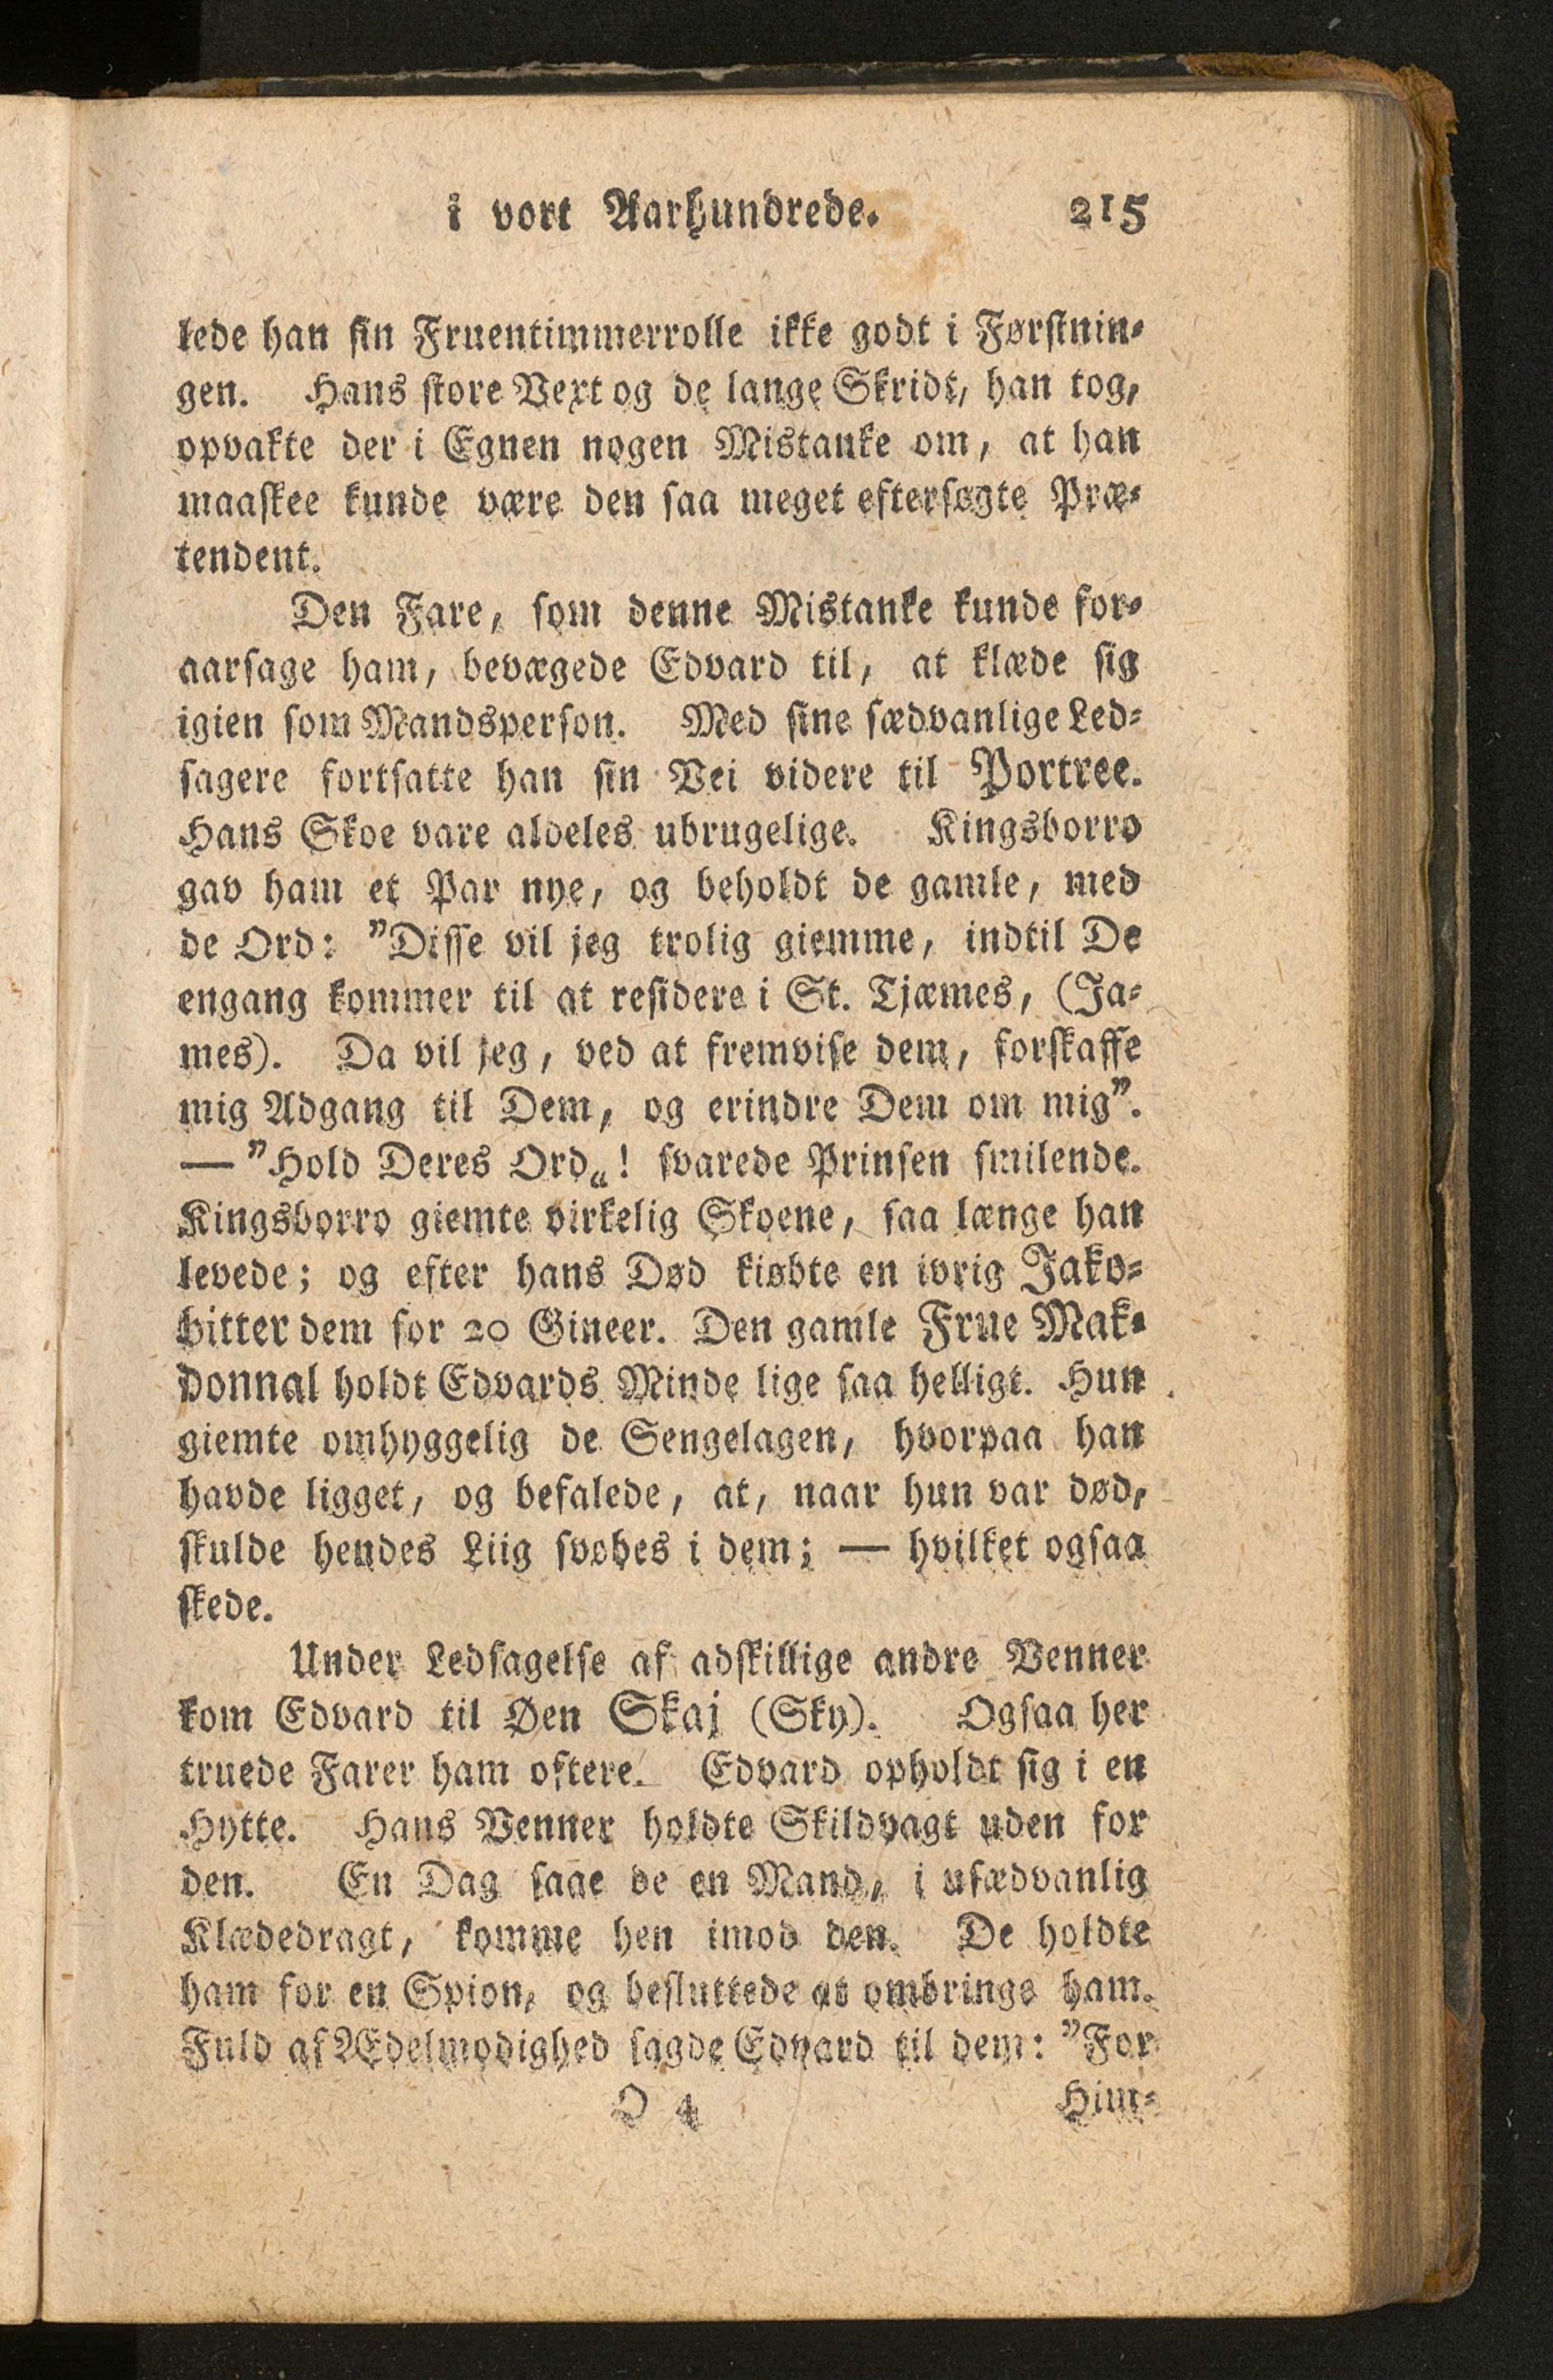 i vort Aarhundrede. 215
lede han sin Fruentimmerrolle ikke godt i Førstnin-
gen. Hans store Vext og de lange Skridt, han tog,
opvakte der i Egnen nogen Mistanke om, at han
maaskee kunde være den saa meget eftersøgte Præ-
tendent.
Den Fare, som denne Mistanke kunde for-
aarsage ham, bevægede Edvard til, at klæde sig
igien som Mandsperson. Med sine sædvanlige Led-
sagere fortsatte han sin Vei videre til Portree.
Hans Skoe vare aldeles ubrugelige. Kingsborro
gav ham et Par nye, og beholdt de gamle, med
de Ord: "Disse vil jeg trolig giemme, indtil De
engang kommer til at residere i St. Tjæmes, (Ja-
mes). Da vil jeg, ved at fremvise dem, forskaffe
mig Adgang til Dem, og erindre Dem om mig".
— "Hold Deres Ord„! svarede Prinsen smilende.
Kingsborro giemte virkelig Skoene, saa længe han
levede; og efter hans Død kiøbte en ivrig Jako-
bitter dem for 20 Gineer. Den gamle Frue Mak-
donnal holdt Edvards Minde lige saa helligt. Hun
giemte omhyggelig de Sengelagen, hvorpaa han
havde ligget, og befalede, at, naar hun var død,
skulde hendes Liig svøbes i dem; — hvilket ogsaa
skede.
Under Ledsagelse af adskillige andre Venner
kom Edvard til Øen Skaj (Sky). Ogsaa her
truede Farer ham oftere. Edvard opholdt sig i en
Hytte. Hans Venner holdte Skildvagt uden for
den. En Dag saae de en Mand, i usædvanlig
Klædedragt, komme hen imod den. De holdte
ham for en Spion, og besluttede at ombringe ham.
Fuld af Ædelmodighed sagde Edvard til dem: "For
O 4 Him-